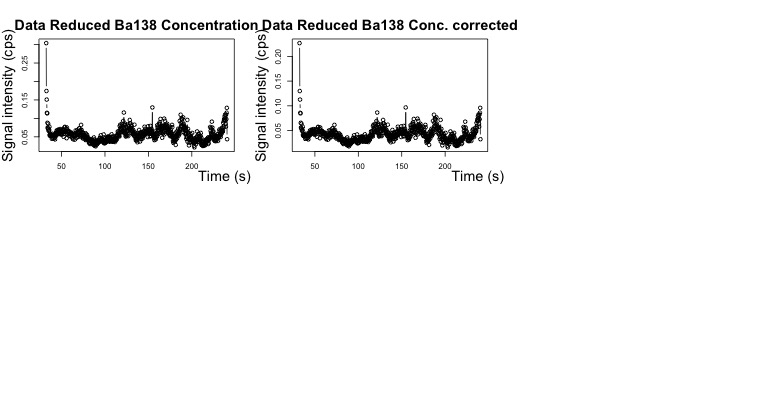 Data Reduced Ba138 Concentration
Signal intensity (cps)
0.05 0.15 0.25
50 100 150 200
Time (s)
Data Reduced Ba138 Conc. corrected
Signal intensity (cps)
0.05 0.10 0.15 0.20
50 100 150 200
Time (s)